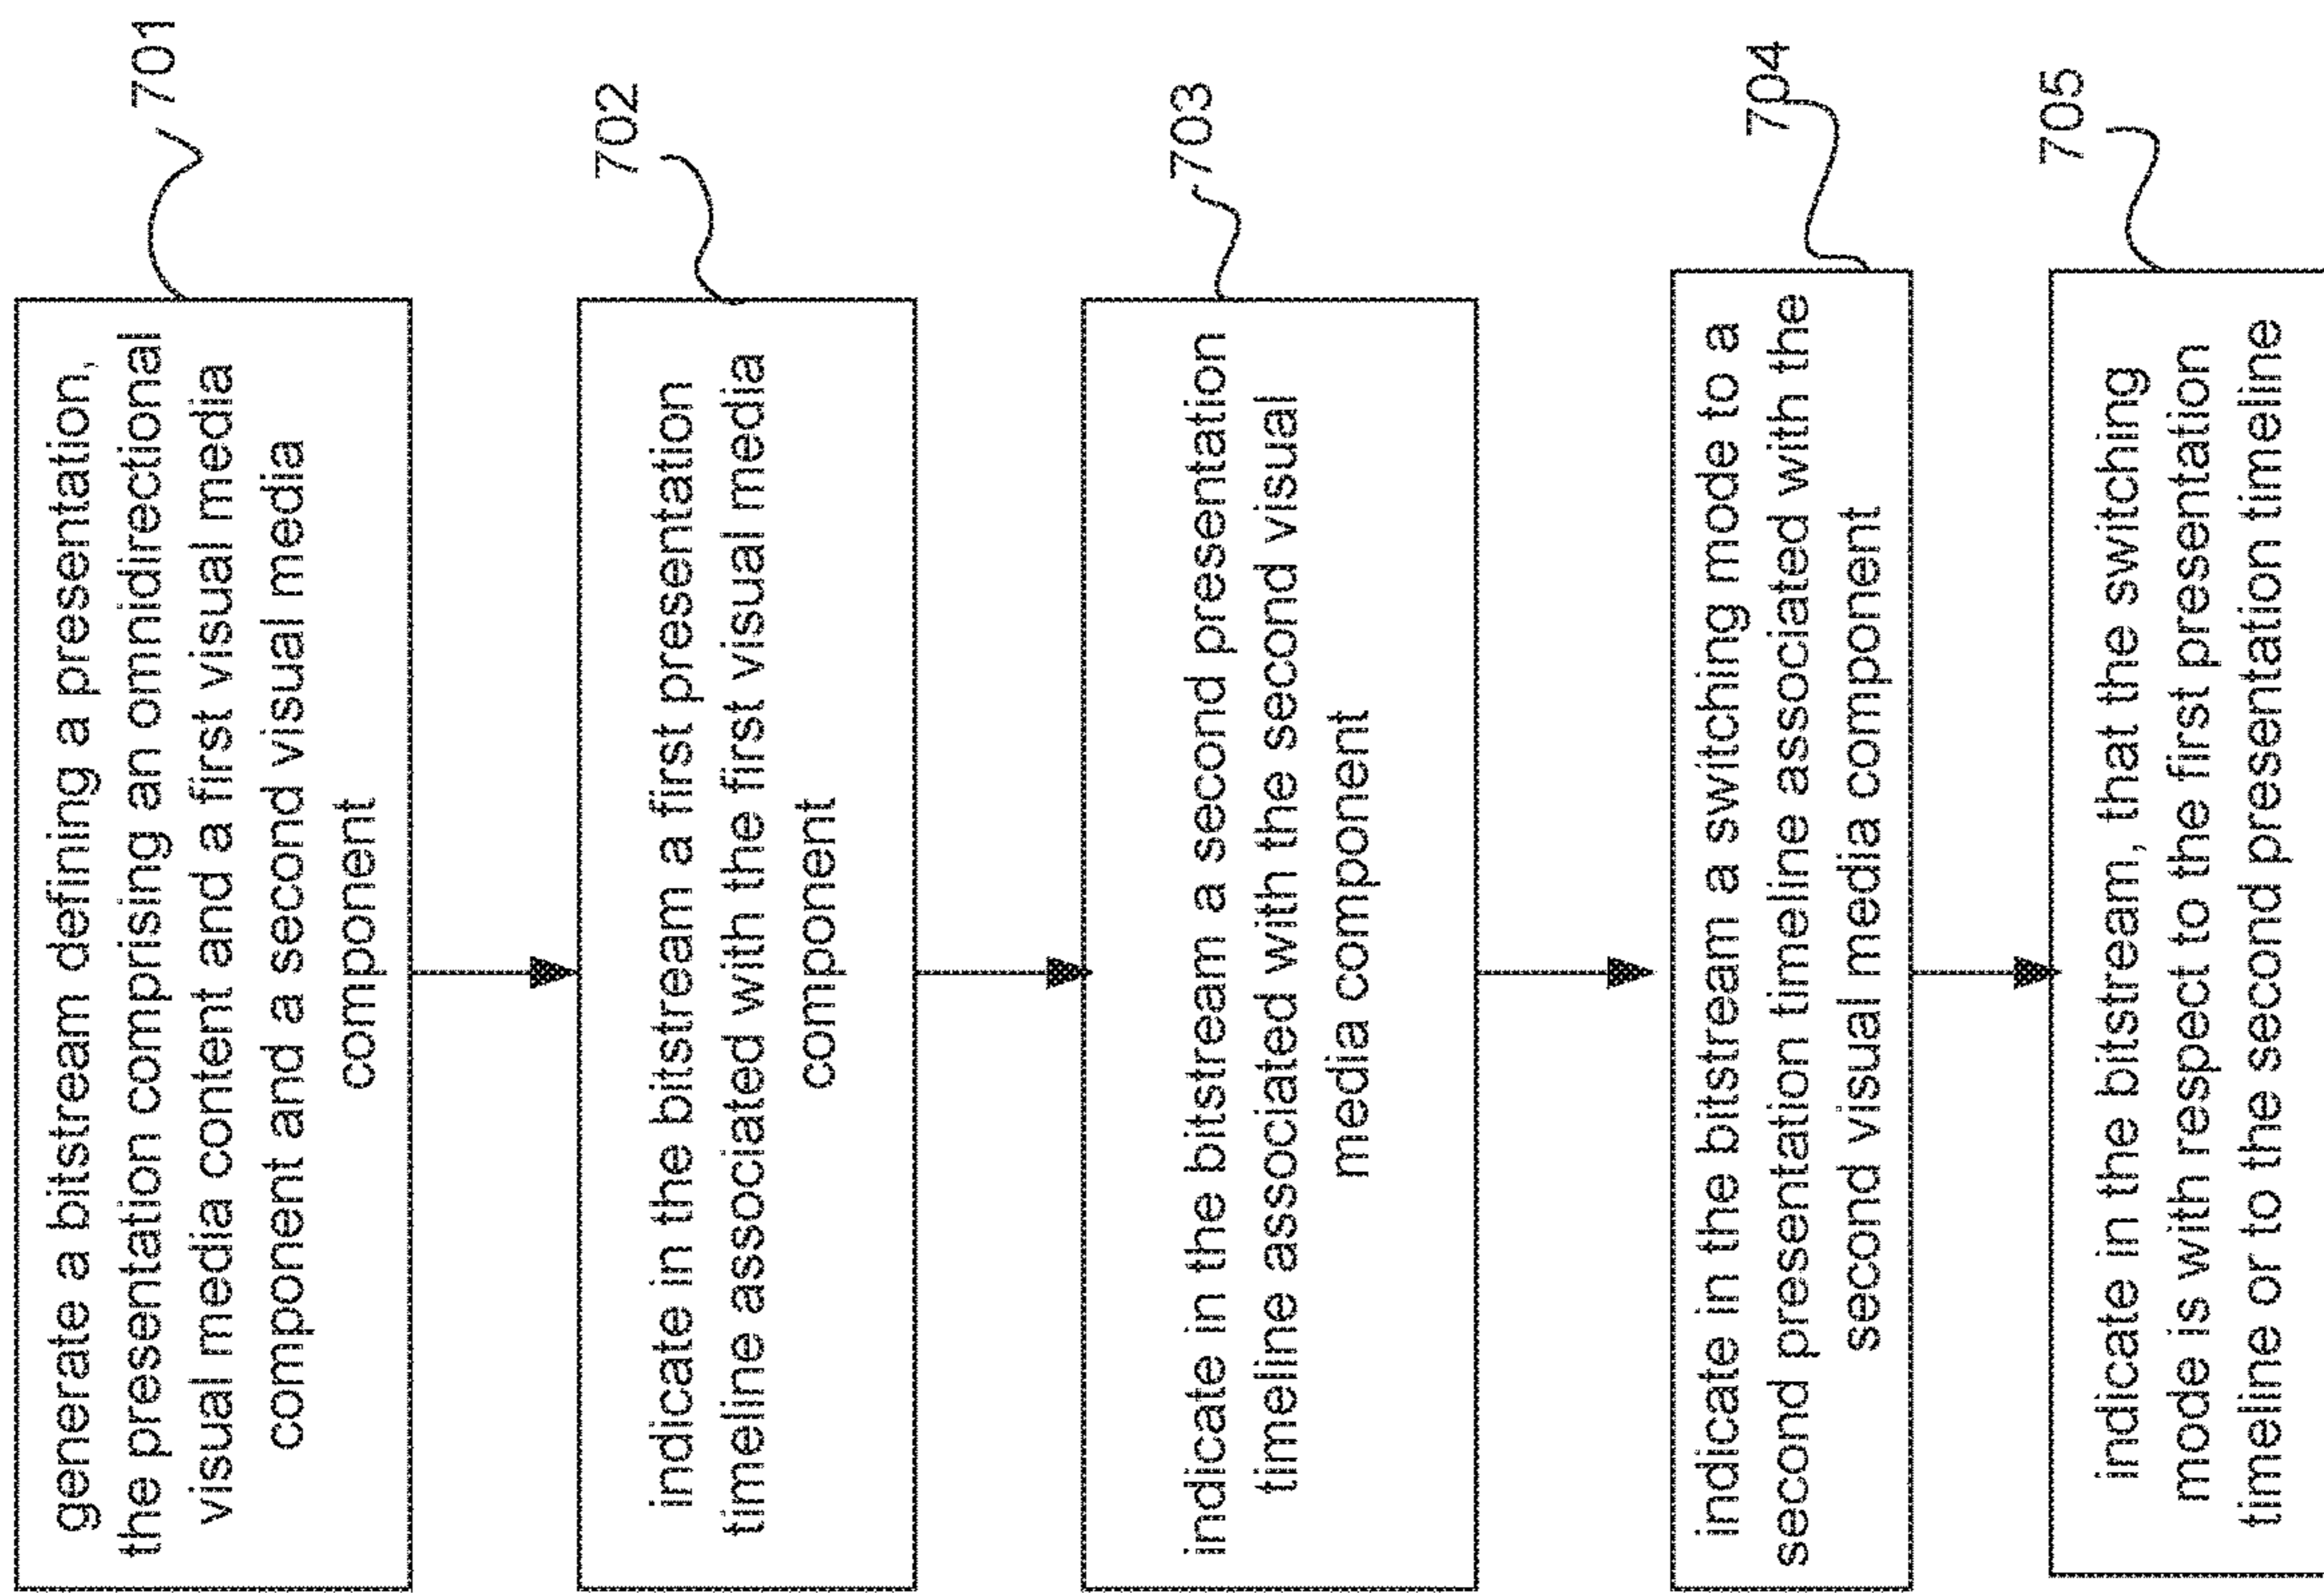 generate a bitstream defining a presentation,
the presentation comprising an omnidirectional
visual media content and a first visual media
component and a second visual media
component
701
indicate in the bitstream a first presentation
timeline associated with the first visual media
component
702
indicate in the bitstream a second presentation
timeline associated with the second visual
media component
703
indicate in the bitstream a switching mode to a
second presentation timeline associated with the
second visual media component
704
indicate in the bitstream, that the switching
mode is with respect to the first presentation
timeline or to the second presentation timeline
705